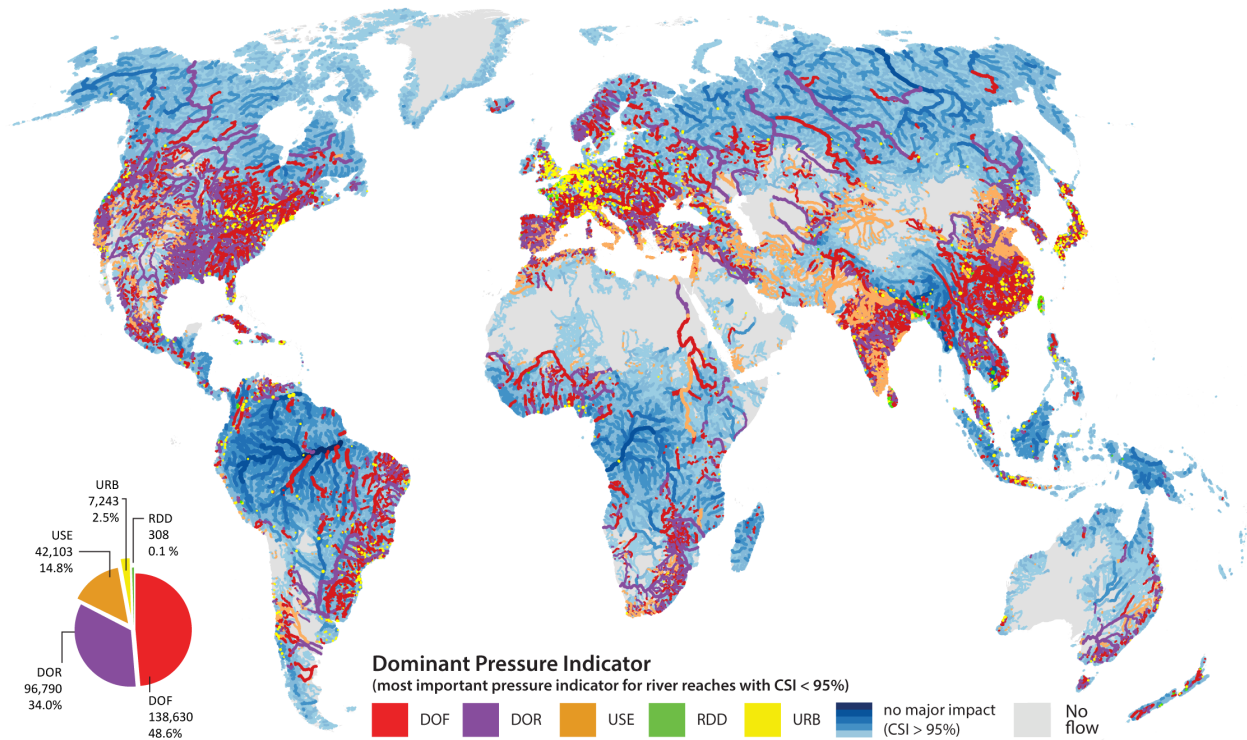 URB
7,243
2.5%
RDD
308
0.1 %
USE
42,103
14.8%
DOR
96,790
34.0%
DOF
138,630
48.6%
Dominant Pressure Indicator
(most important pressure indicator for river reaches with CSI < 95%)
DOF
DOR
USE
RDD
URB
no major impact
(CSI > 95%)
No
flow